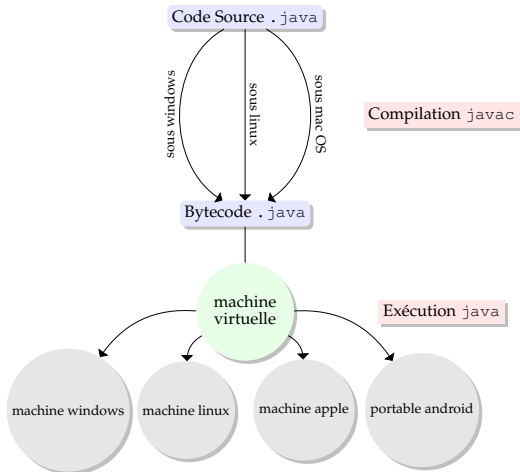 Code Source .java
sous windows
sous linux
sous mac OS
Compilation javac
Bytecode .java
machine
virtuelle
Exécution java
machine windows
machine linux
machine apple
portable android